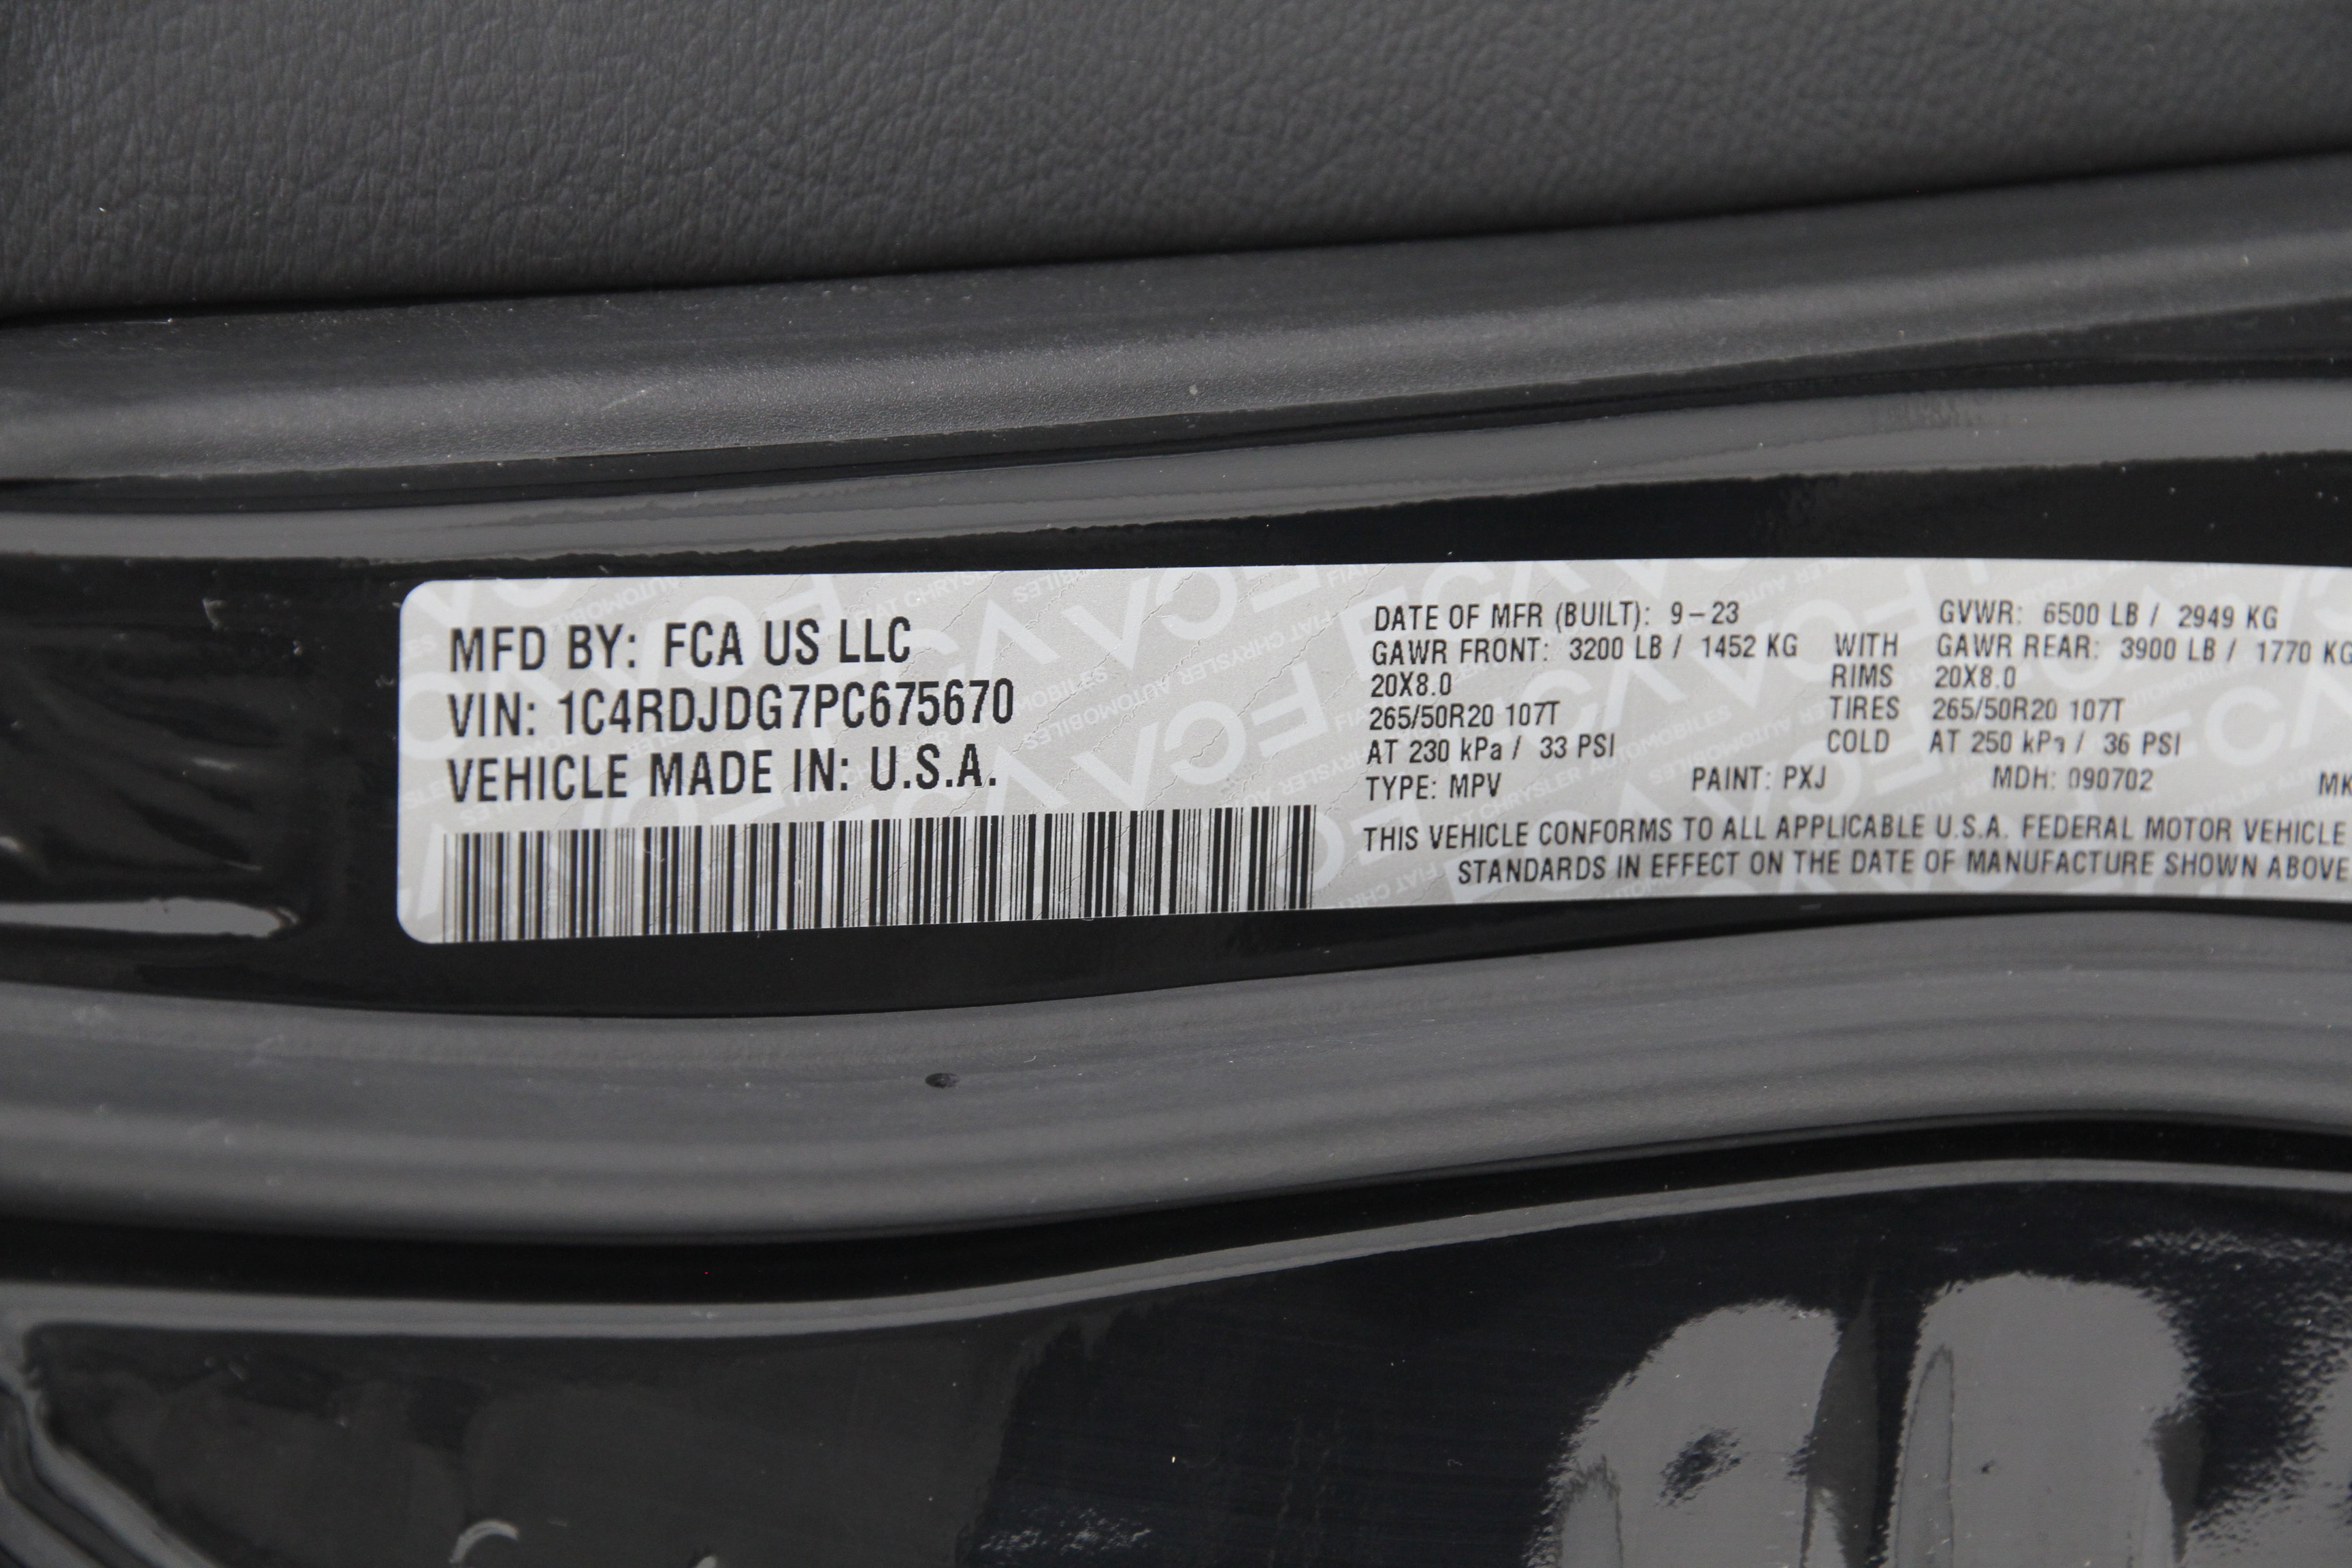 MFD BY: FCA US LLC
VIN: 1C4RDJDG7PC675670
VEHICLE MADE IN: U.S.A.
DATE OF MFR (BUILT): 9-23 GVWR: 6500 LB / 2949 KG
GAWR FRONT: 3200 LB / 1452 KG WITH GAWR REAR: 3900 LB / 1770 KG
20X8.0 RIMS 20X8.0
265/50R20 107T TIRES 265/50R20 107T
AT 230 kPa / 33 PSI COLD AT 250 kPa / 36 PSI
TYPE: MPV PAINT: PXJ MDH: 090702 MK
THIS VEHICLE CONFORMS TO ALL APPLICABLE U.S.A. FEDERAL MOTOR VEHICLE
STANDARDS IN EFFECT ON THE DATE OF MANUFACTURE SHOWN ABOVE